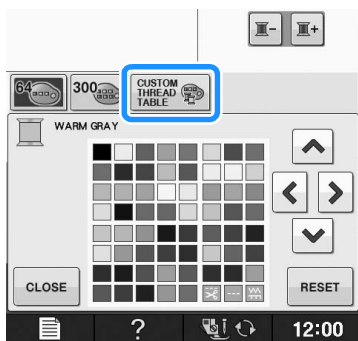 - +
64 300 CUSTOM
THREAD
TABLE
WARM GRAY
CLOSE RESET
? 12:00